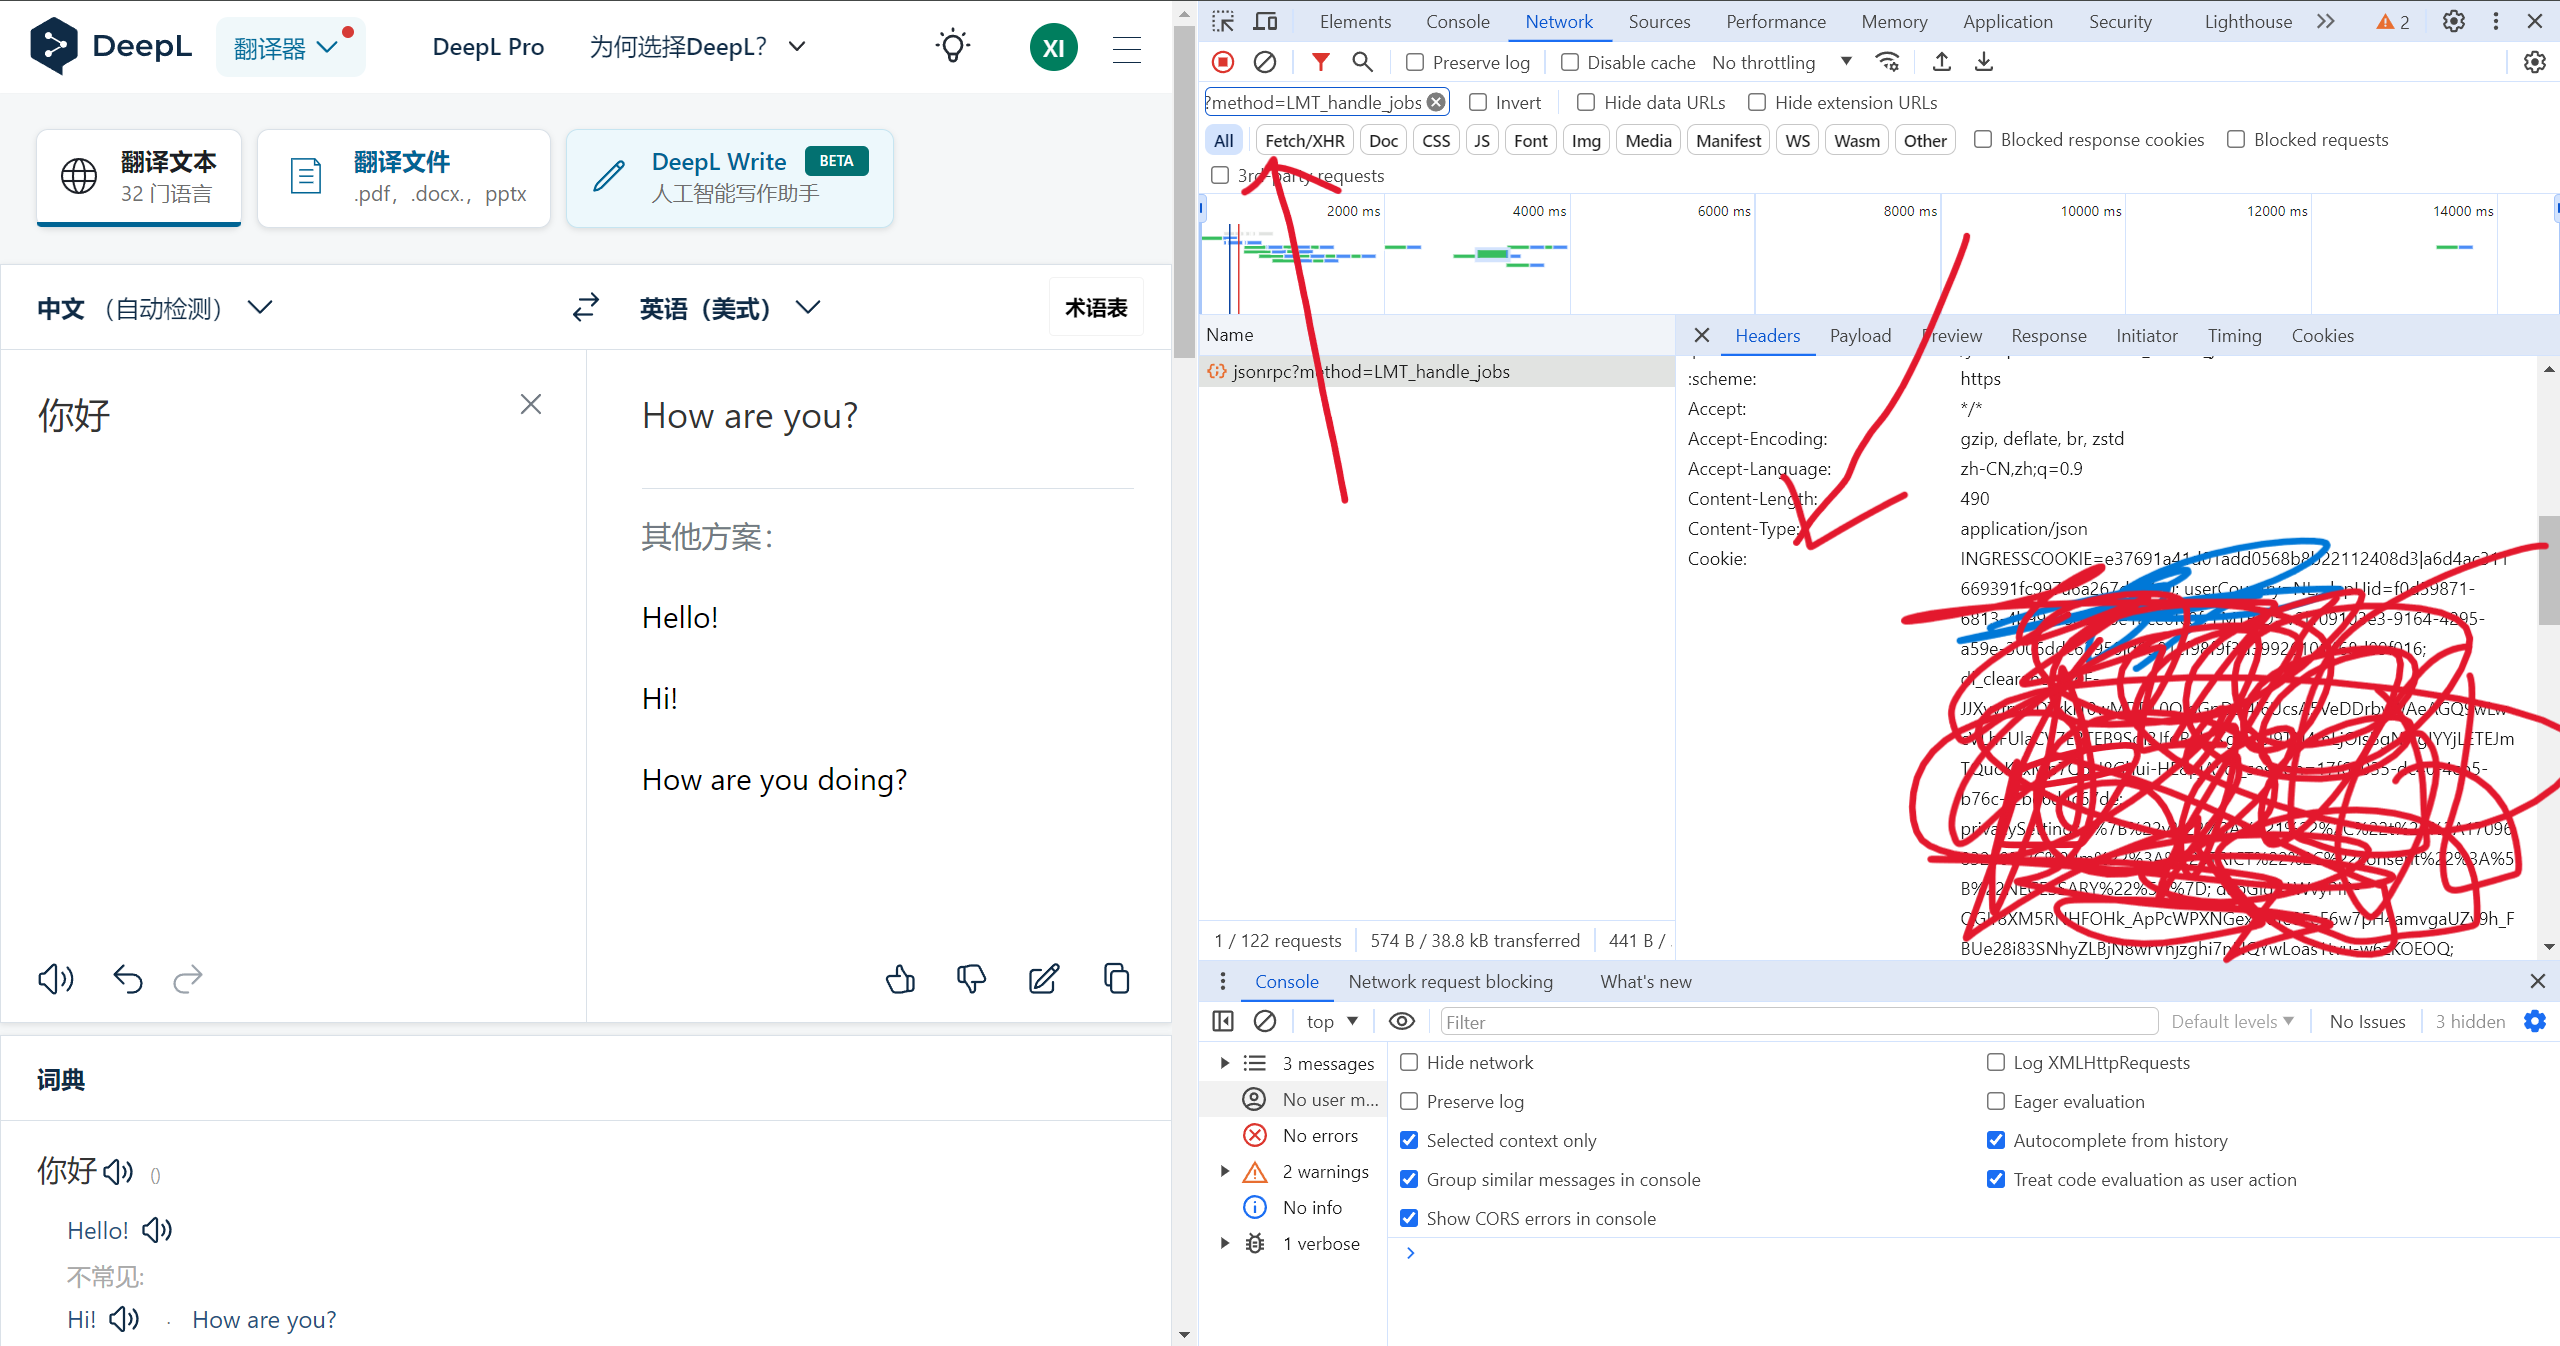 DeepL 翻译器 DeepL Pro 为何选择DeepL? XI
翻译文本
32 门语言
翻译文件
.pdf, .docx., pptx
DeepL Write BETA
人工智能写作助手
中文 (自动检测) 英语 (美式) 术语表
你好
How are you?
其他方案:
Hello!
Hi!
How are you doing?
词典
你好 ()
Hello!
不常见:
Hi! · How are you?
Elements Console Network Sources Performance Memory Application Security Lighthouse 2
Preserve log Disable cache No throttling
?method=LMT_handle_jobs Invert Hide data URLs Hide extension URLs
All Fetch/XHR Doc CSS JS Font Img Media Manifest WS Wasm Other Blocked response cookies Blocked requests
3rd-party requests
2000 ms 4000 ms 6000 ms 8000 ms 10000 ms 12000 ms 14000 ms
Name
jsonrpc?method=LMT_handle_jobs
Headers Payload Preview Response Initiator Timing Cookies
:scheme: https
Accept: */*
Accept-Encoding: gzip, deflate, br, zstd
Accept-Language: zh-CN,zh;q=0.9
Content-Length: 490
Content-Type: application/json
Cookie:
1 / 122 requests 574 B / 38.8 kB transferred 441 B /
Console Network request blocking What's new
top Filter Default levels No Issues 3 hidden
3 messages
No user m...
No errors
2 warnings
No info
1 verbose
Hide network Log XMLHttpRequests
Preserve log Eager evaluation
Selected context only Autocomplete from history
Group similar messages in console Treat code evaluation as user action
Show CORS errors in console